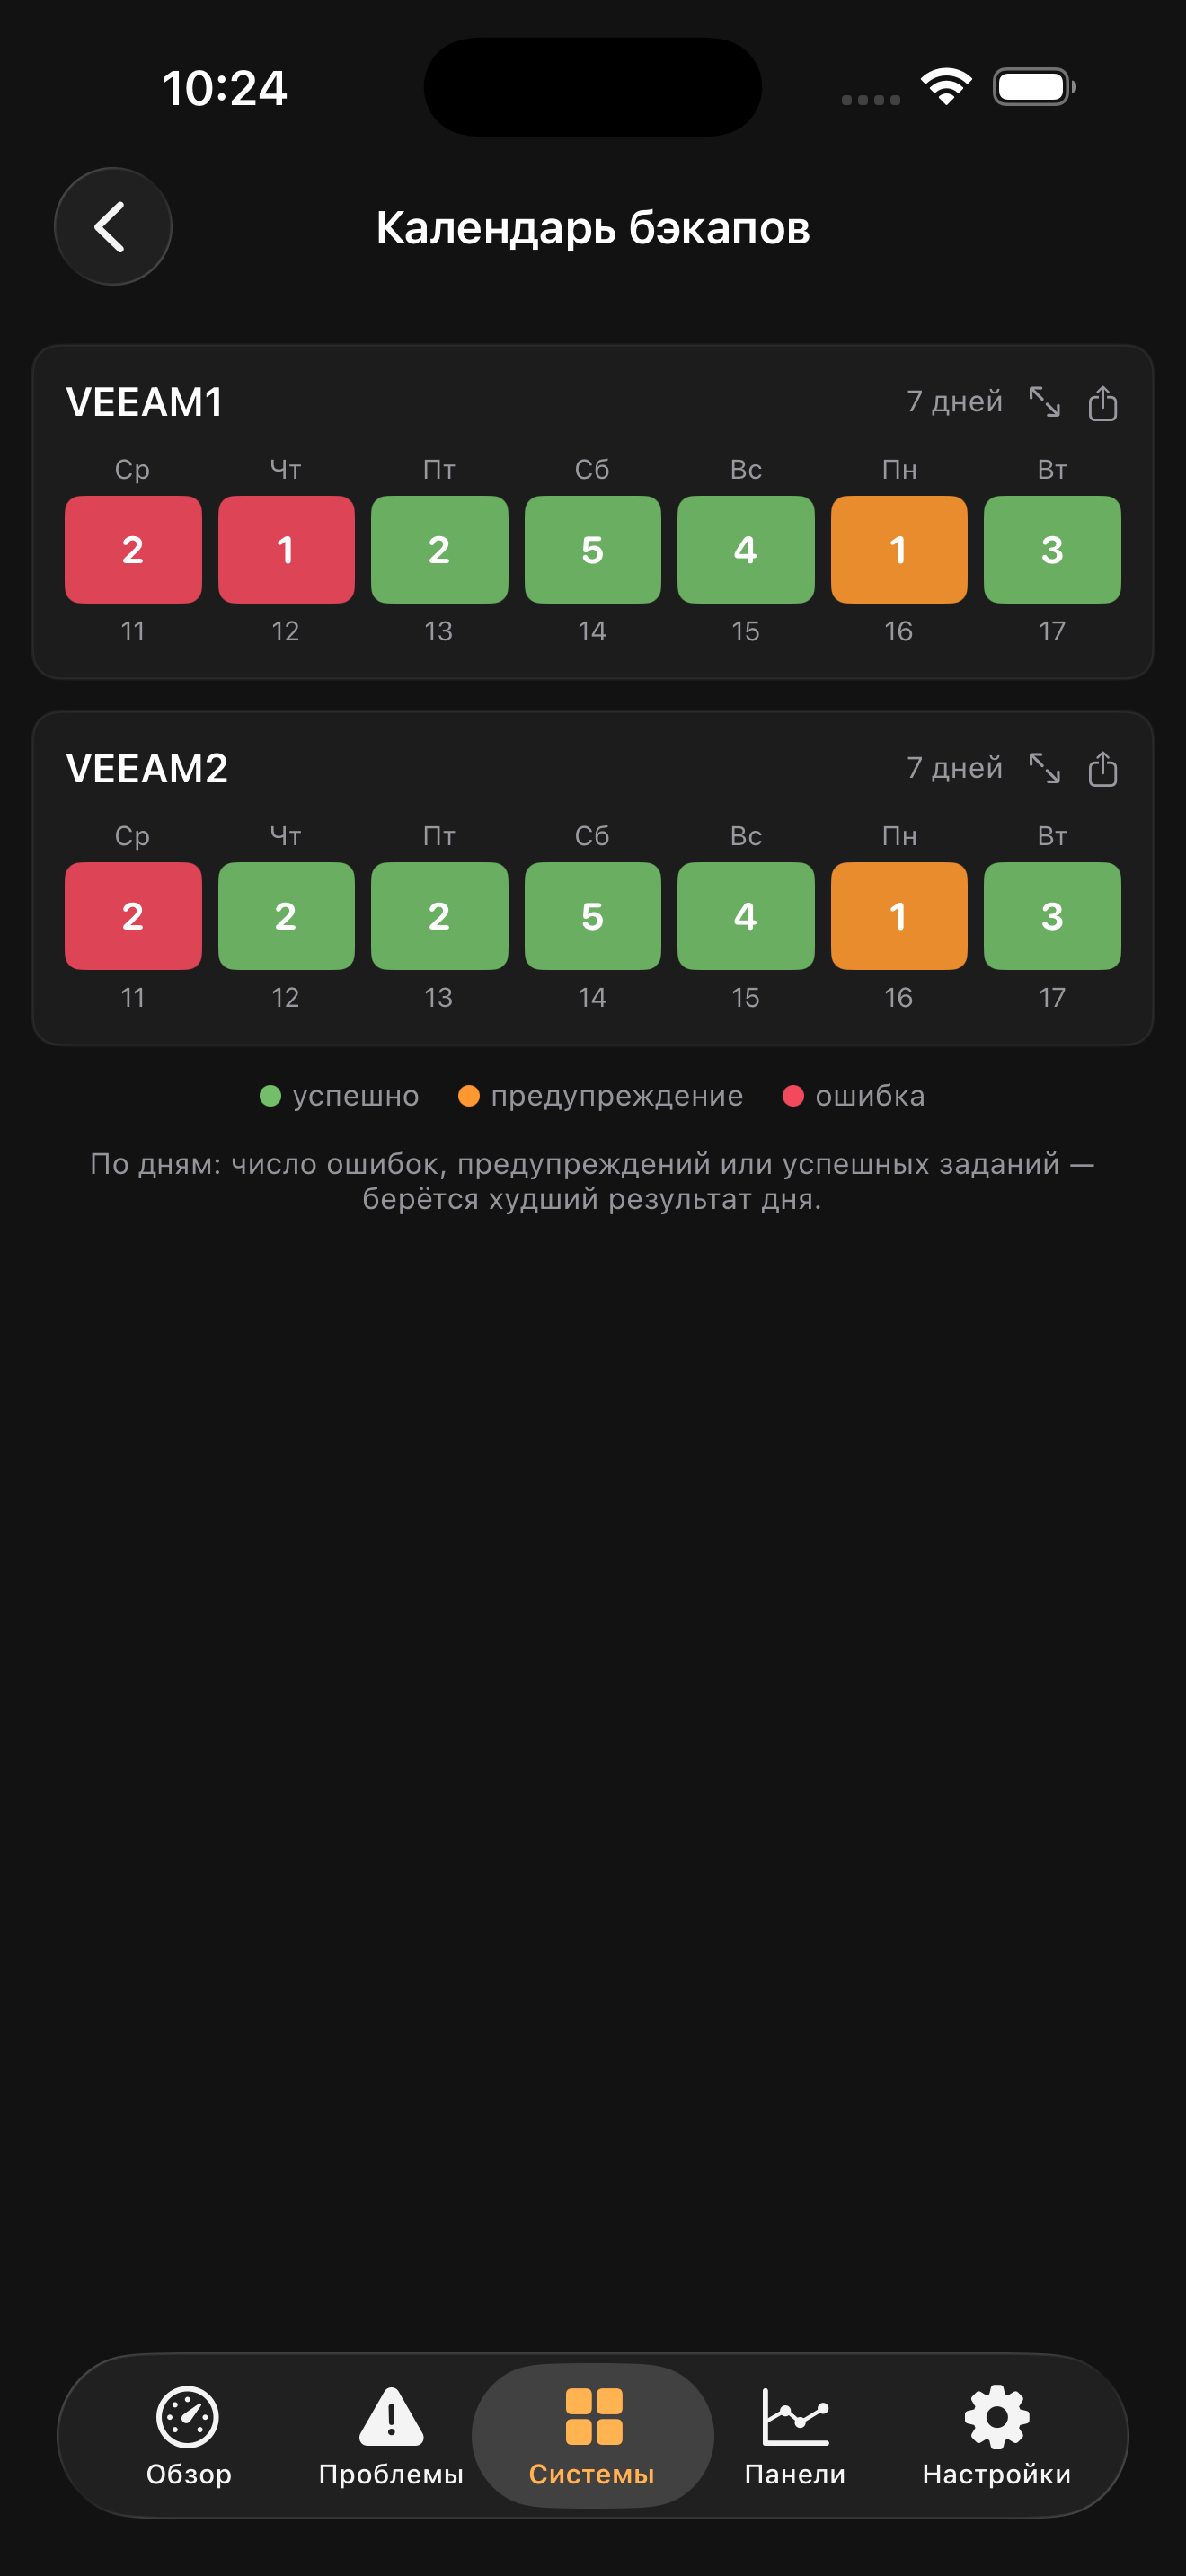 10:24
Календарь бэкапов
VEEAM1 7 дней
Ср Чт Пт Сб Вс Пн Вт
2 1 2 5 4 1 3
11 12 13 14 15 16 17
VEEAM2 7 дней
Ср Чт Пт Сб Вс Пн Вт
2 2 2 5 4 1 3
11 12 13 14 15 16 17
успешно предупреждение ошибка
По дням: число ошибок, предупреждений или успешных заданий —
берётся худший результат дня.
Обзор Проблемы Системы Панели Настройки